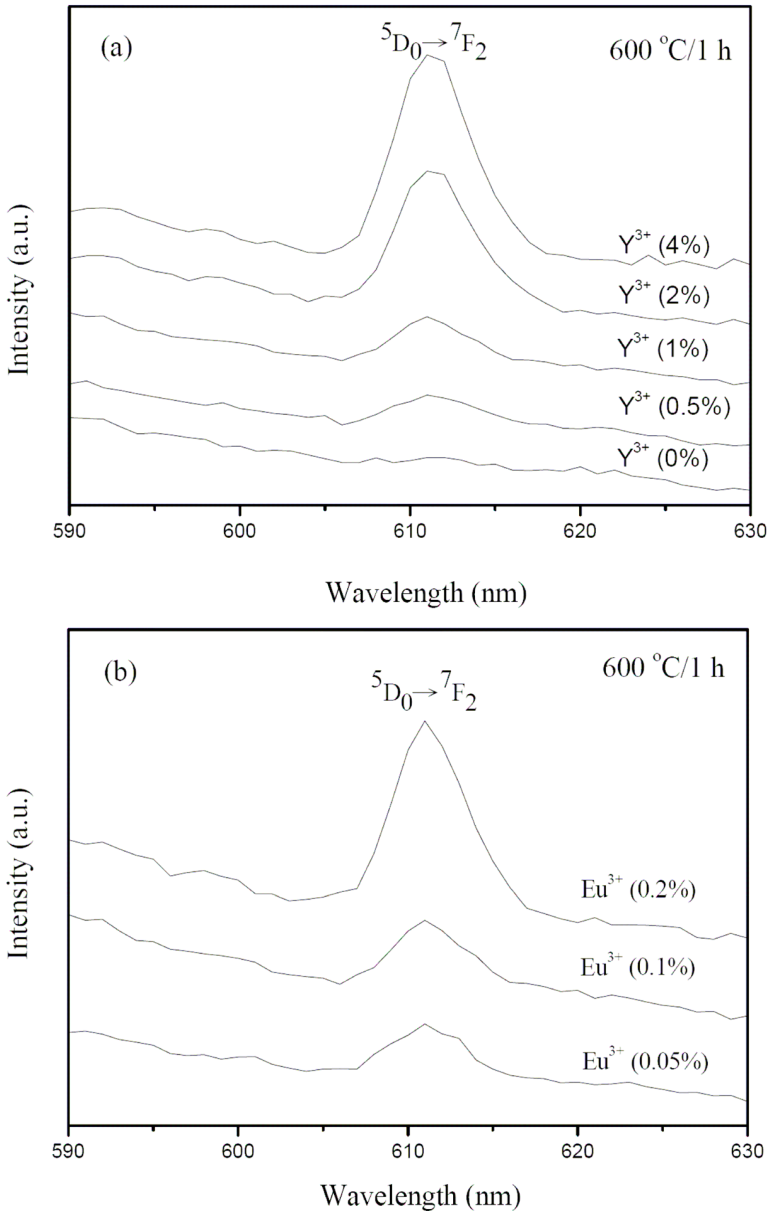 (a)
⁵D₀→⁷F₂
600 °C/1 h
Intensity (a.u.)
Y³⁺ (4%)
Y³⁺ (2%)
Y³⁺ (1%)
Y³⁺ (0.5%)
Y³⁺ (0%)
590 600 610 620 630
Wavelength (nm)
(b)
600 °C/1 h
⁵D₀→⁷F₂
Intensity (a.u.)
Eu³⁺ (0.2%)
Eu³⁺ (0.1%)
Eu³⁺ (0.05%)
590 600 610 620 630
Wavelength (nm)